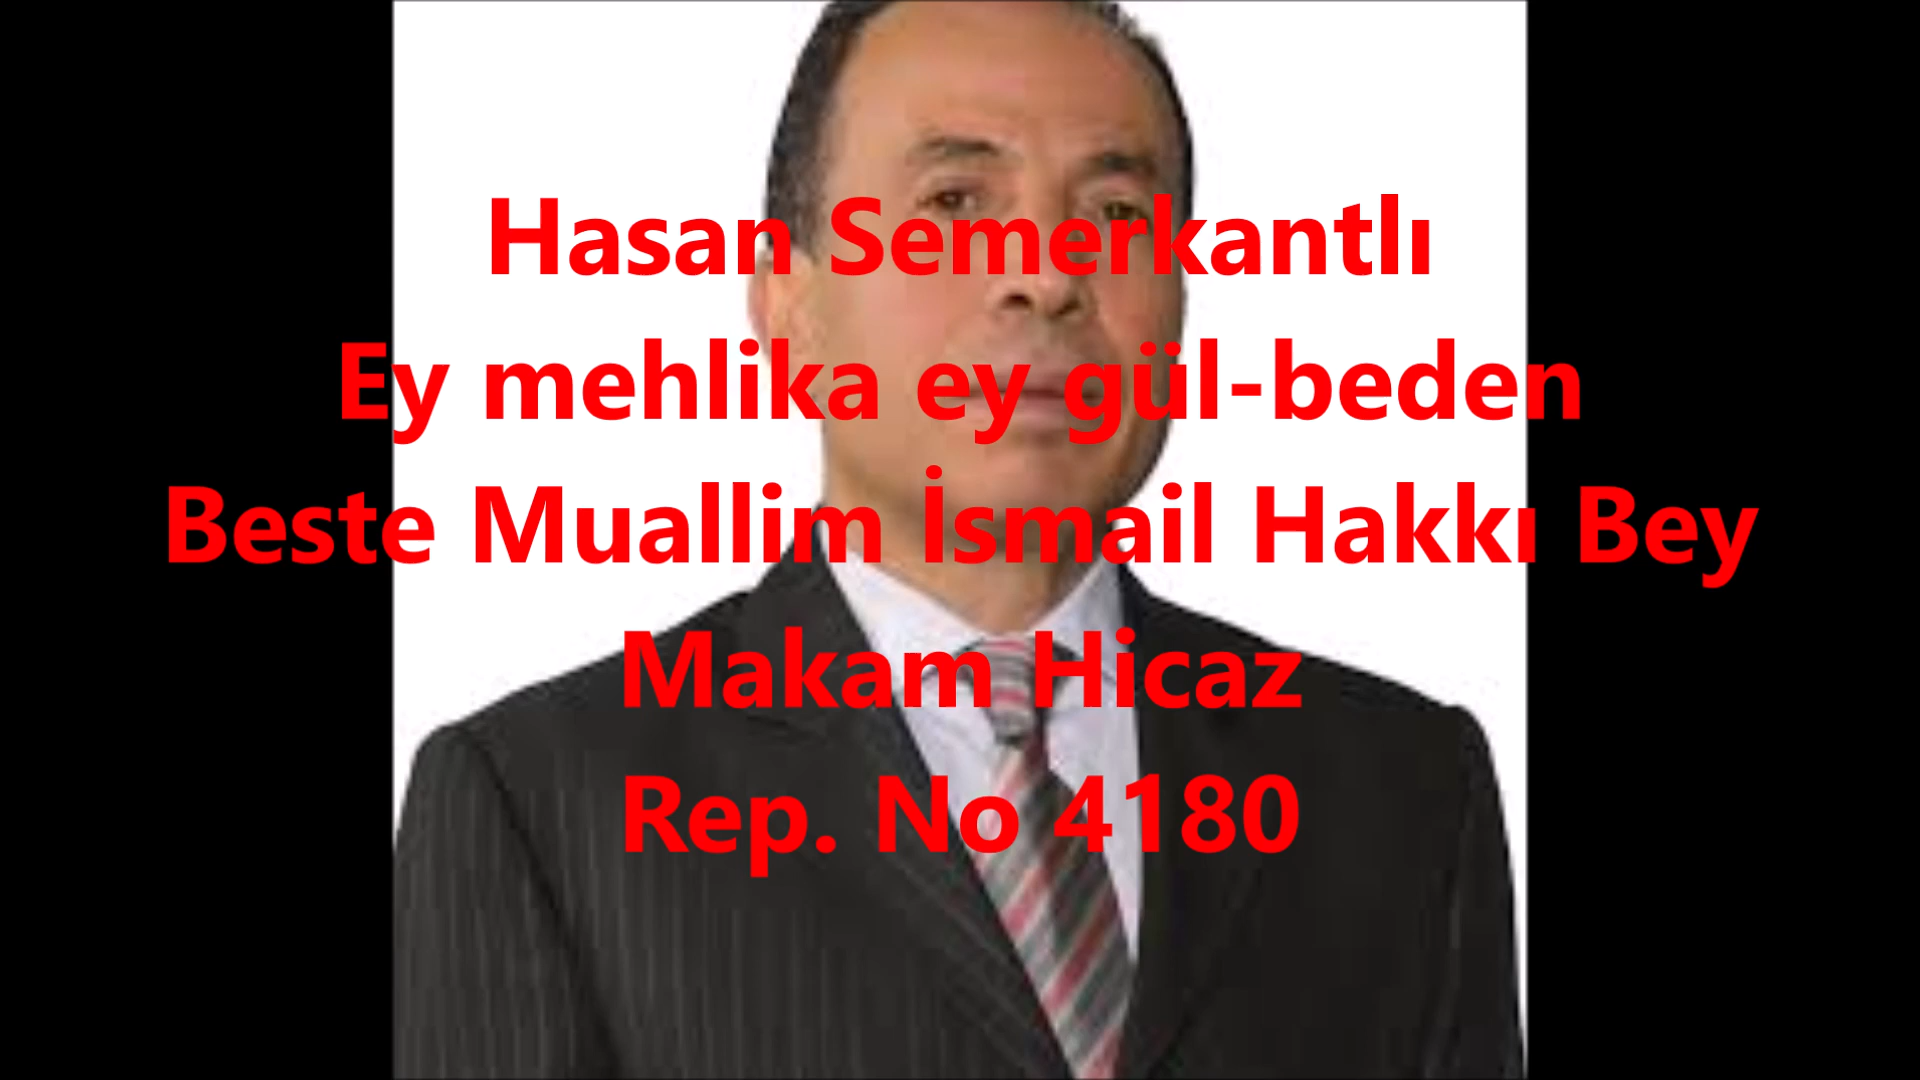 Hasan Semerkantlı
Ey mehlika ey gül-beden
Beste Muallim İsmail Hakkı Bey
Makam Hicaz
Rep. No 4180